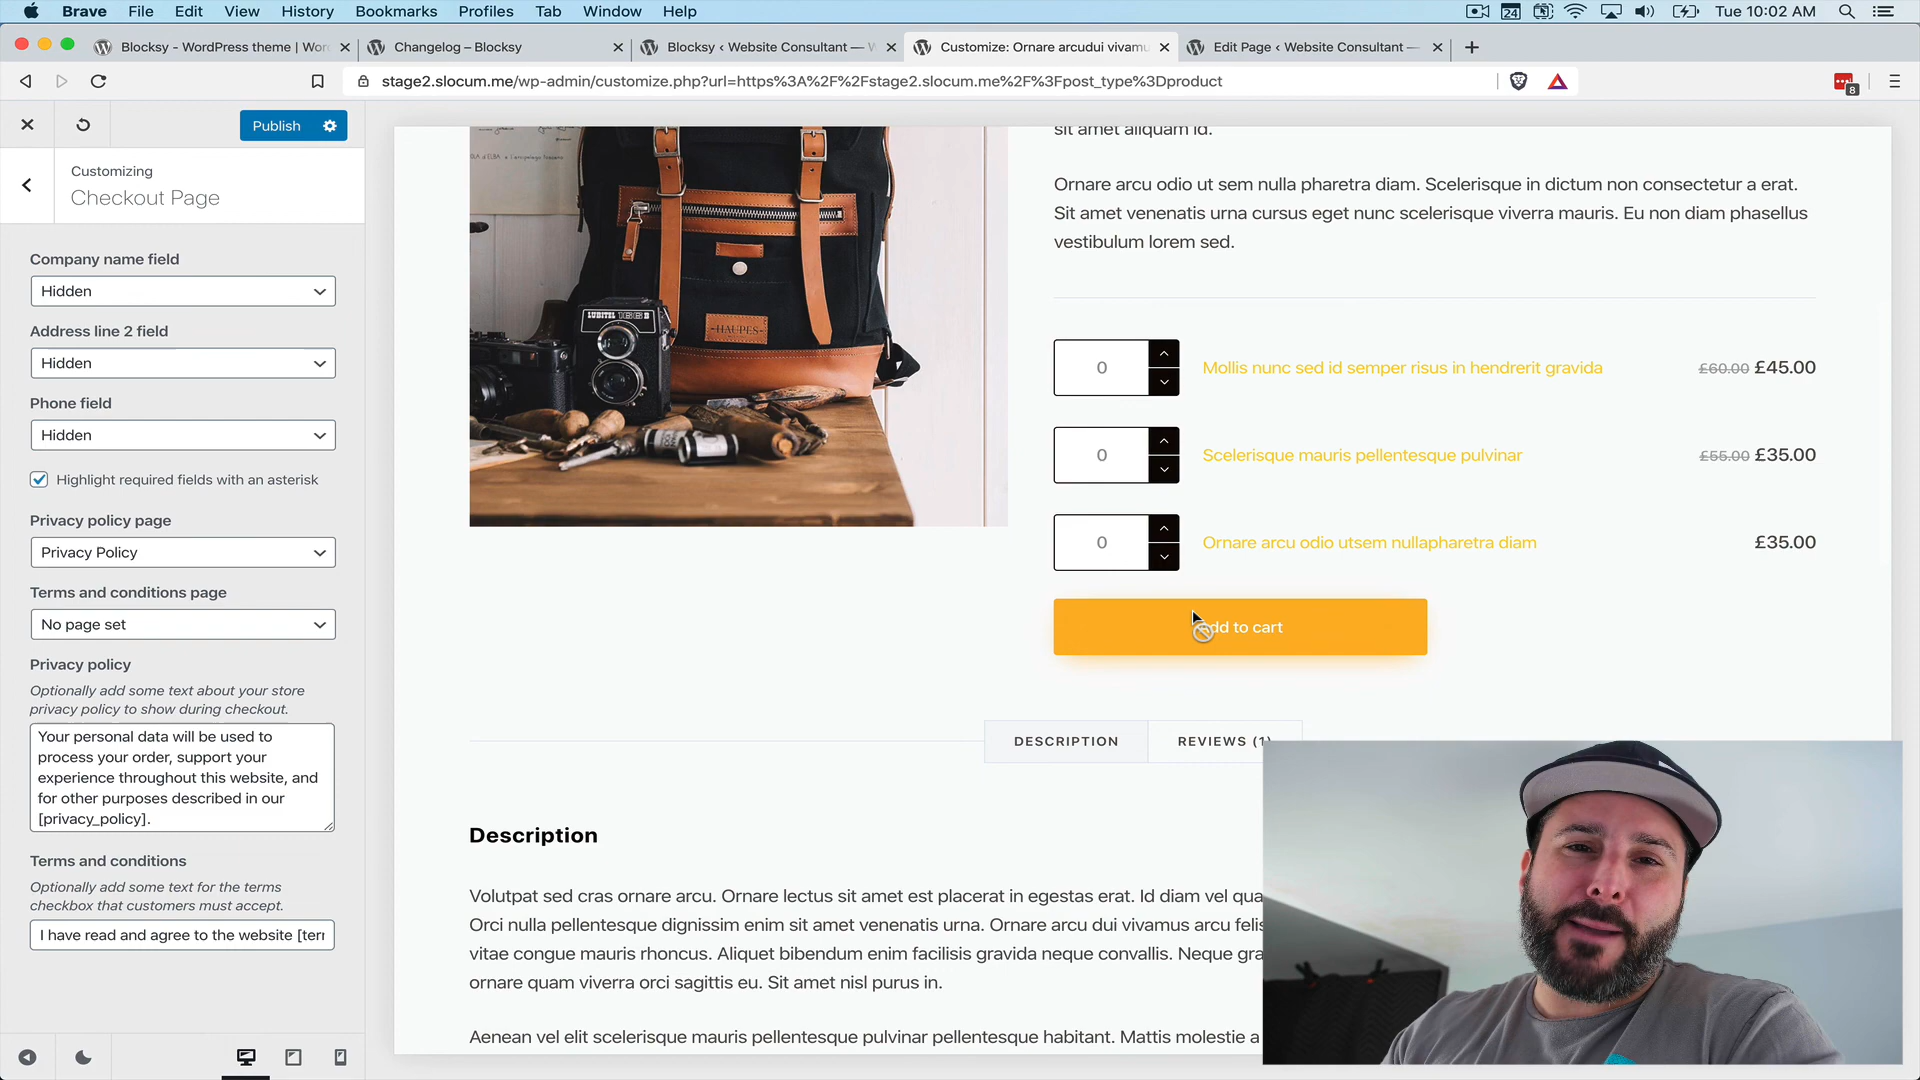 Brave File Edit View History Bookmarks Profiles Tab Window Help 24 Tue 10:02 AM
Blocksy - WordPress theme | Wor
Changelog – Blocksy
Blocksy ‹ Website Consultant — W
Customize: Ornare arcudui vivamu
Edit Page ‹ Website Consultant —
stage2.slocum.me/wp-admin/customize.php?url=https%3A%2F%2Fstage2.slocum.me%2F%3Fpost_type%3Dproduct
8
Publish
Customizing
Checkout Page
Company name field
Hidden
Address line 2 field
Hidden
Phone field
Hidden
Highlight required fields with an asterisk
Privacy policy page
Privacy Policy
Terms and conditions page
No page set
Privacy policy
Optionally add some text about your store
privacy policy to show during checkout.
Your personal data will be used to
process your order, support your
experience throughout this website, and
for other purposes described in our
[privacy_policy].
Terms and conditions
Optionally add some text for the terms
checkbox that customers must accept.
I have read and agree to the website [terr
LUBITEL 166B
HAUPES
sit amet aliquam id.
Ornare arcu odio ut sem nulla pharetra diam. Scelerisque in dictum non consectetur a erat.
Sit amet venenatis urna cursus eget nunc scelerisque viverra mauris. Eu non diam phasellus
vestibulum lorem sed.
0 Mollis nunc sed id semper risus in hendrerit gravida £60.00 £45.00
0 Scelerisque mauris pellentesque pulvinar £55.00 £35.00
0 Ornare arcu odio utsem nullapharetra diam £35.00
Add to cart
DESCRIPTION
REVIEWS (1)
Description
Volutpat sed cras ornare arcu. Ornare lectus sit amet est placerat in egestas erat. Id diam vel qua
Orci nulla pellentesque dignissim enim sit amet venenatis urna. Ornare arcu dui vivamus arcu felis
vitae congue mauris rhoncus. Aliquet bibendum enim facilisis gravida neque convallis. Neque gra
ornare quam viverra orci sagittis eu. Sit amet nisl purus in.
Aenean vel elit scelerisque mauris pellentesque pulvinar pellentesque habitant. Mattis molestie a